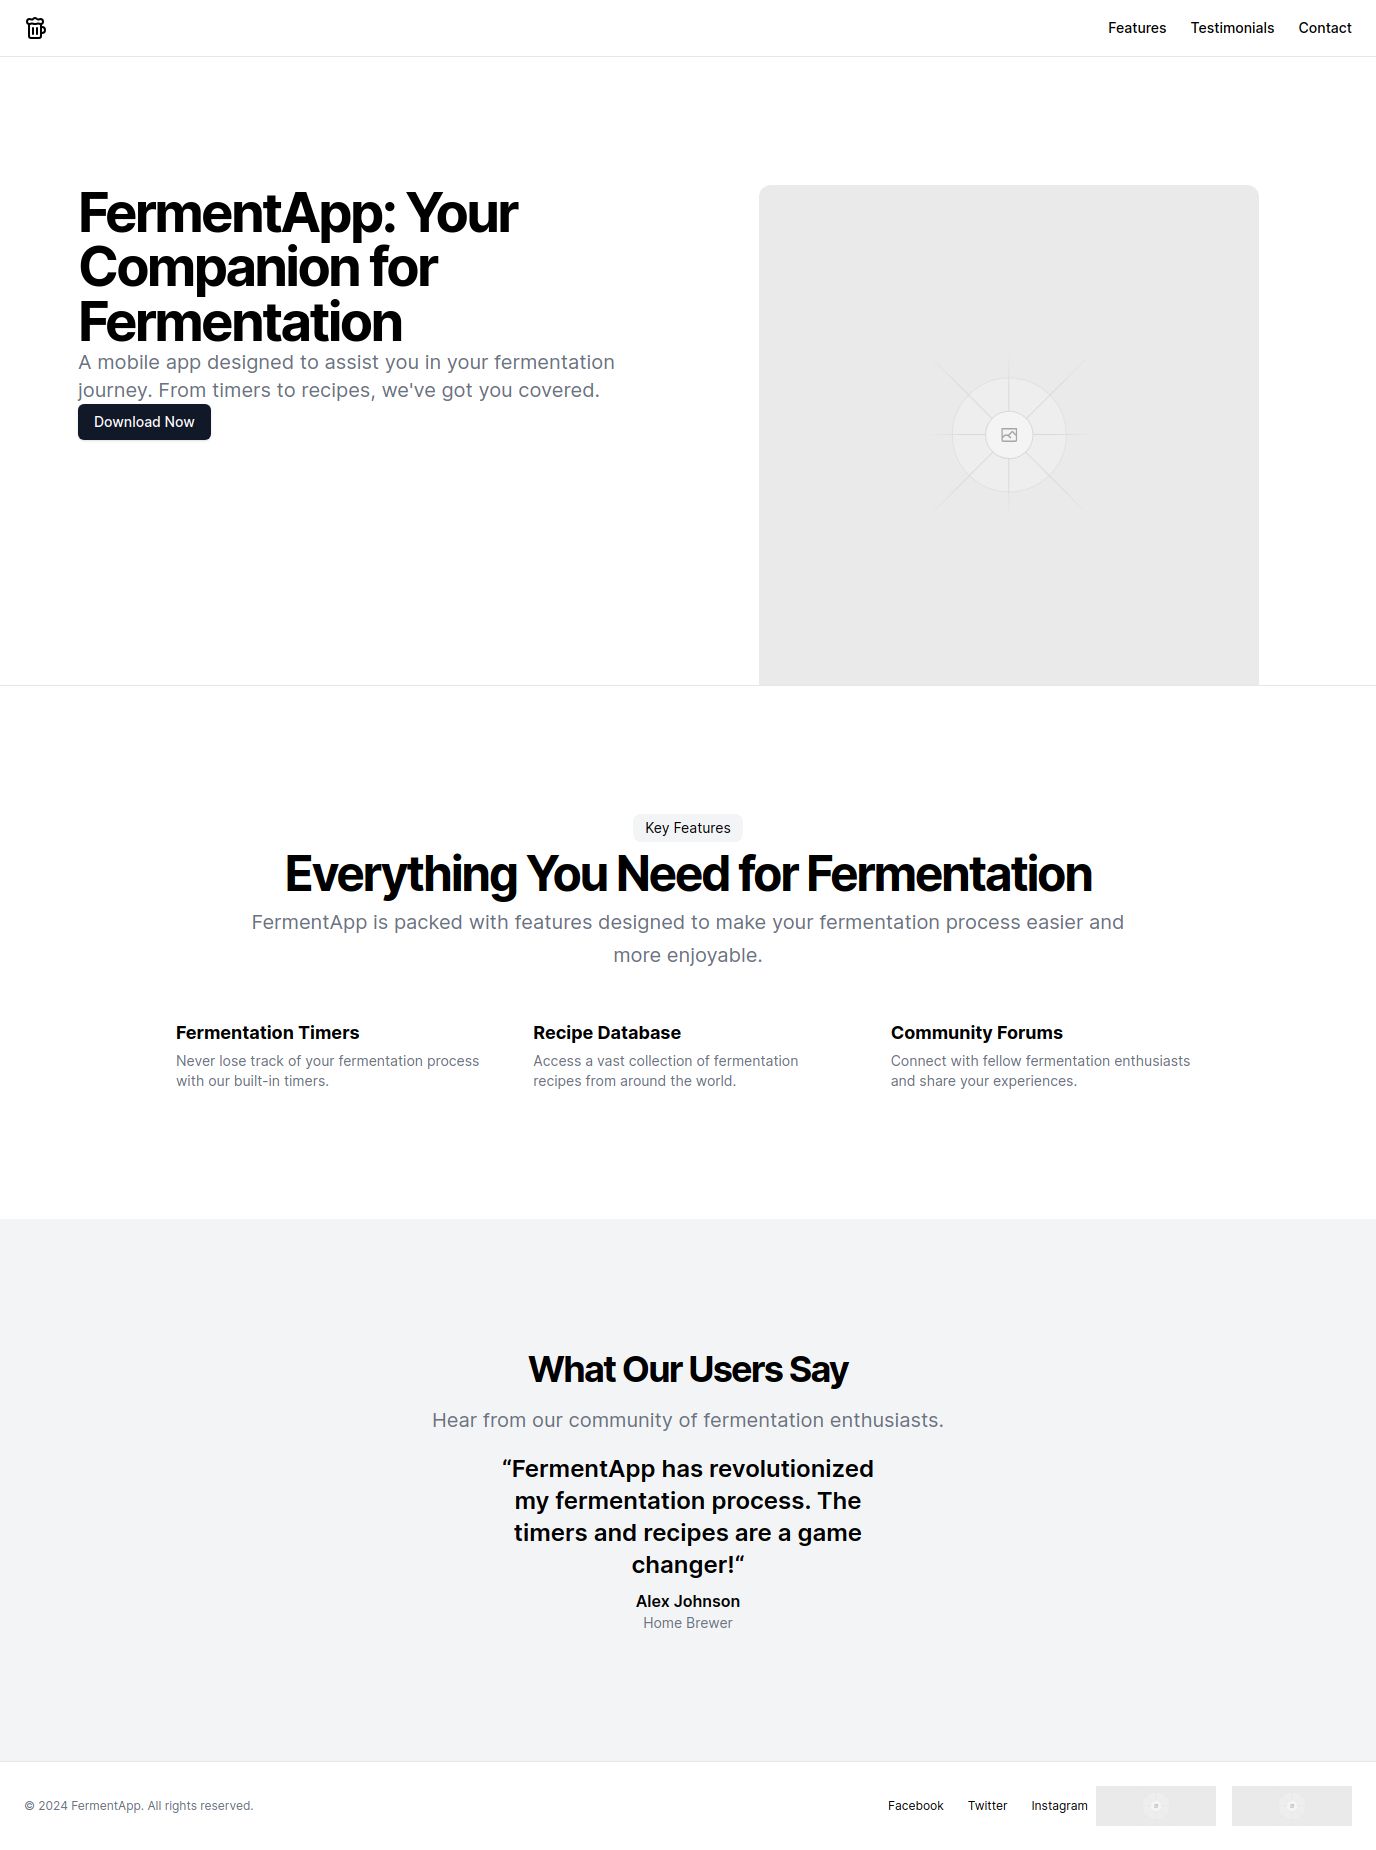 Features Testimonials Contact
FermentApp: Your
Companion for
Fermentation
A mobile app designed to assist you in your fermentation
journey. From timers to recipes, we've got you covered.
Download Now
Key Features
Everything You Need for Fermentation
FermentApp is packed with features designed to make your fermentation process easier and
more enjoyable.
Fermentation Timers
Never lose track of your fermentation process
with our built-in timers.
Recipe Database
Access a vast collection of fermentation
recipes from around the world.
Community Forums
Connect with fellow fermentation enthusiasts
and share your experiences.
What Our Users Say
Hear from our community of fermentation enthusiasts.
“FermentApp has revolutionized
my fermentation process. The
timers and recipes are a game
changer!“
Alex Johnson
Home Brewer
© 2024 FermentApp. All rights reserved.
Facebook Twitter Instagram